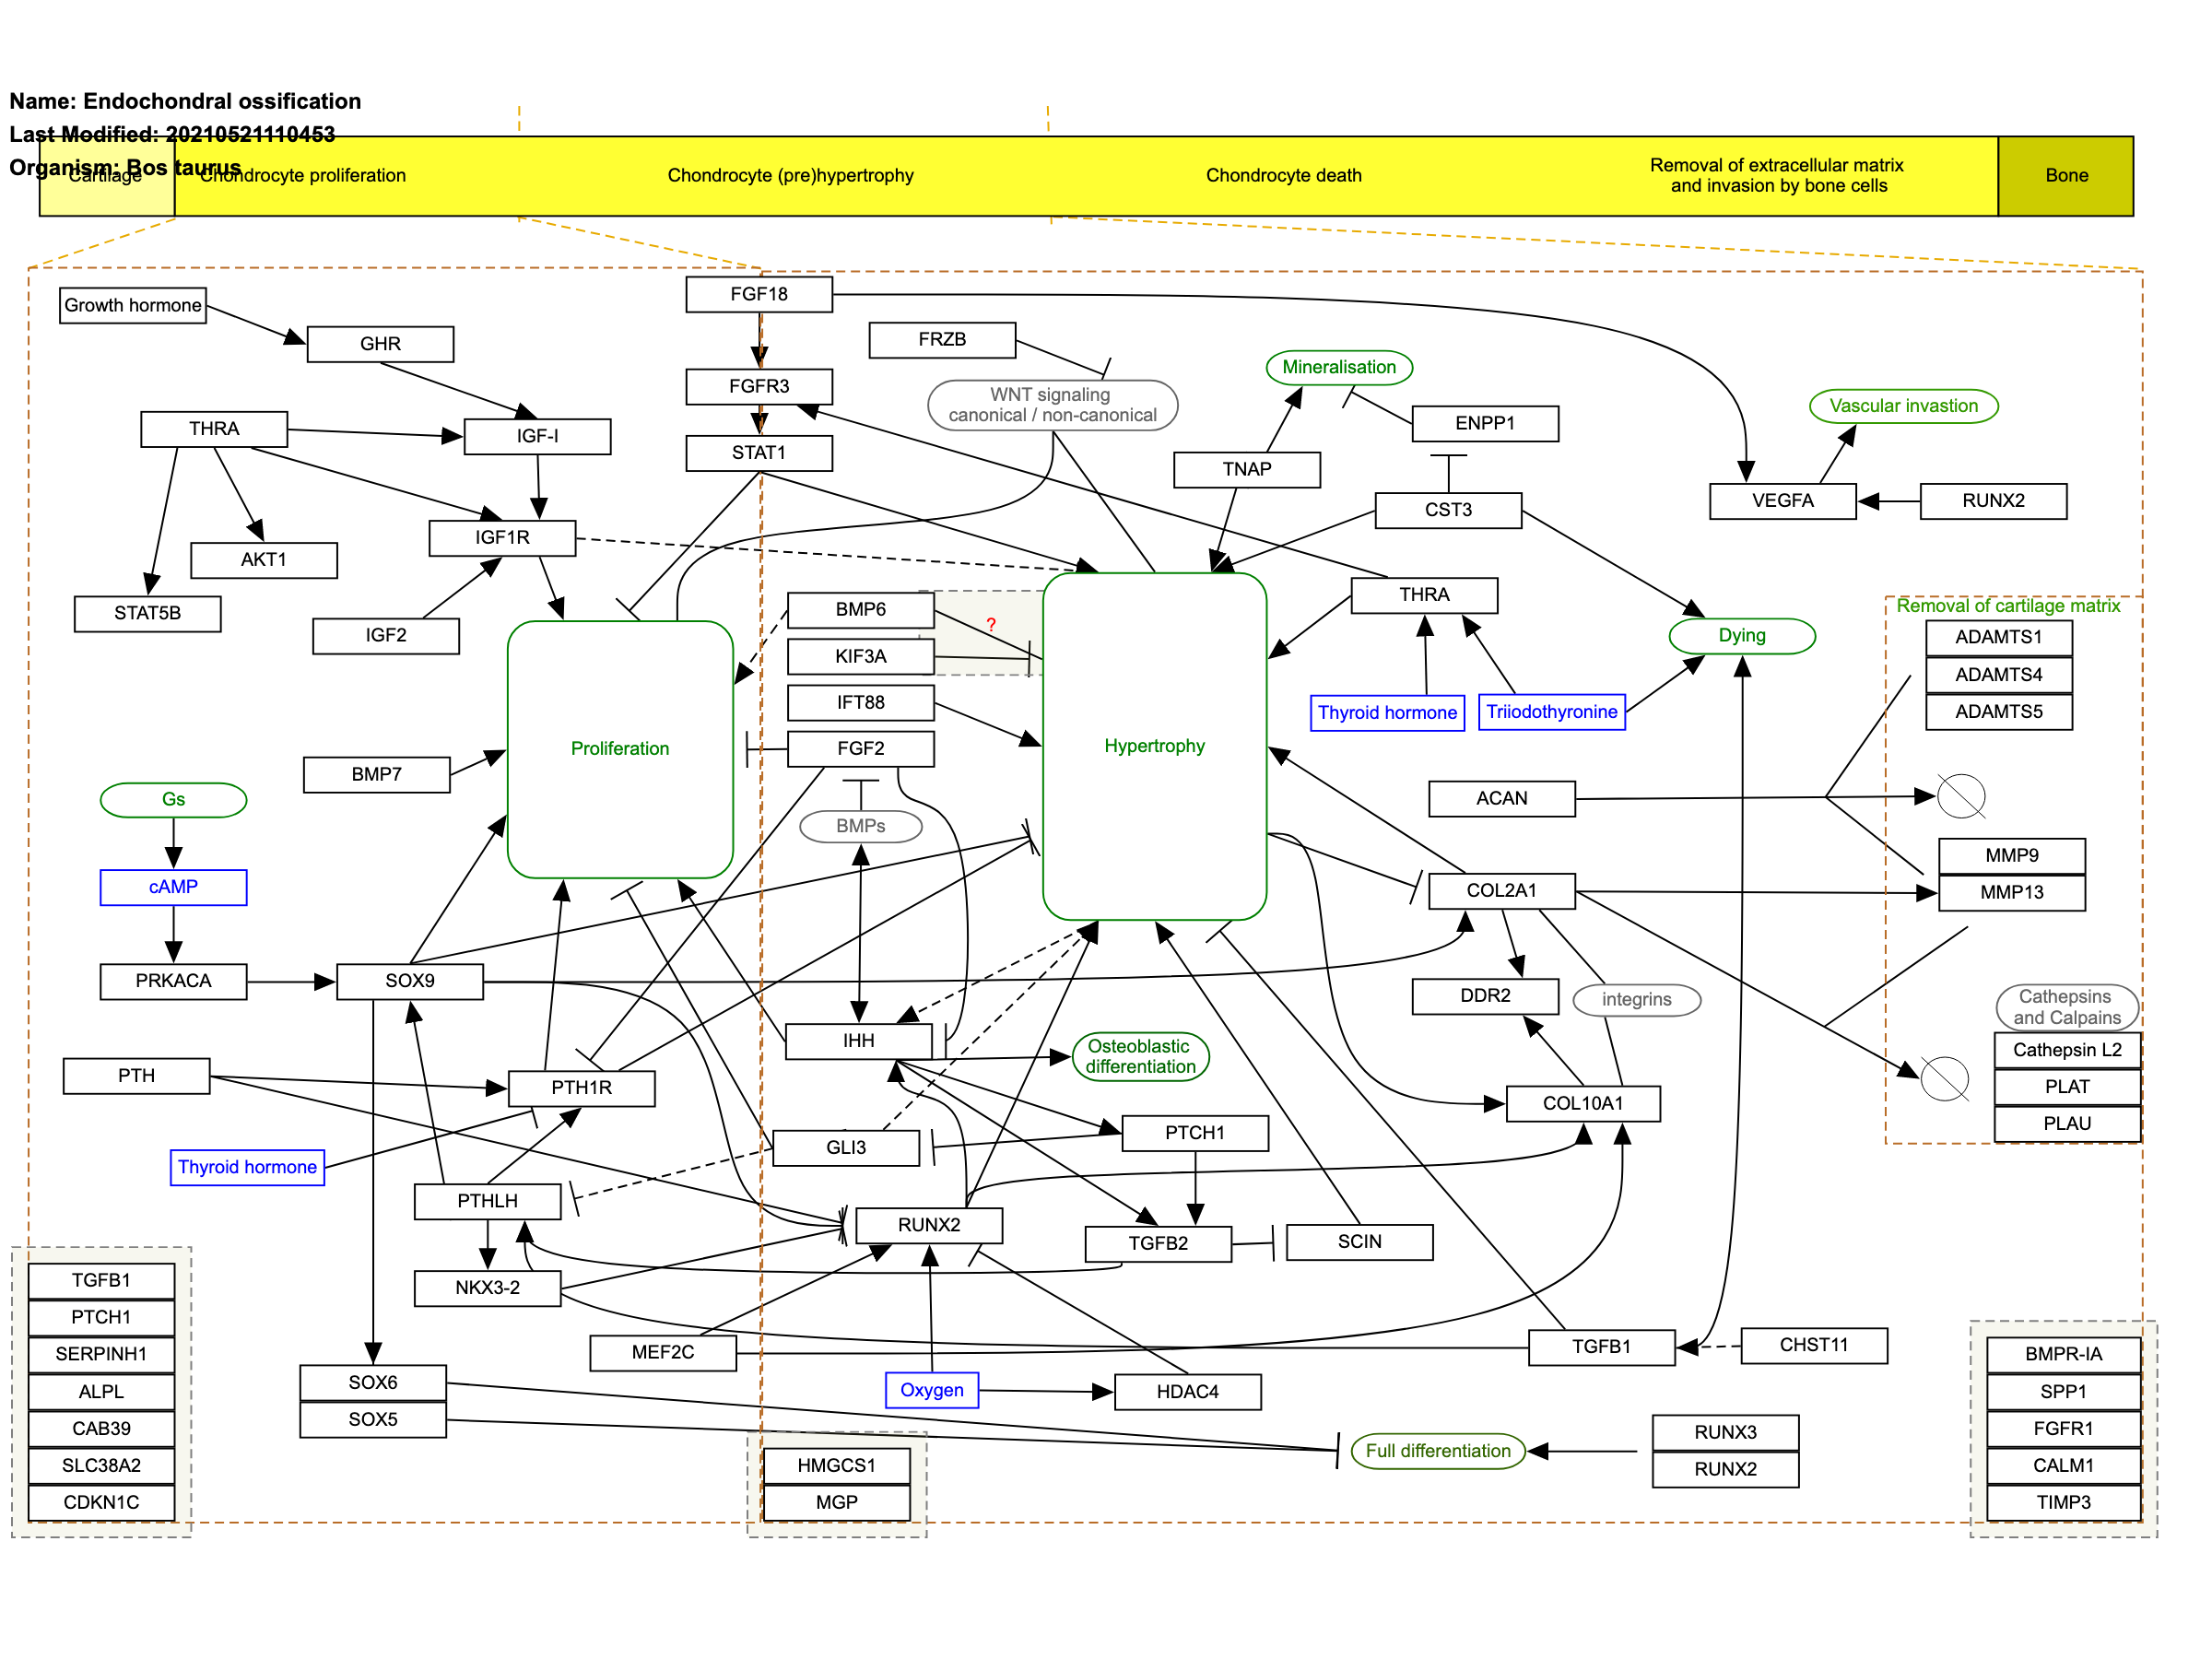 Name: Endochondral ossification
Last Modified: 20210521110453
Organism: Bos taurus
Cartilage
Chondrocyte proliferation
Chondrocyte (pre)hypertrophy
Chondrocyte death
Removal of extracellular matrix
and invasion by bone cells
Bone
Growth hormone
GHR
THRA
IGF-I
IGF1R
AKT1
STAT5B
IGF2
FGF18
FGFR3
STAT1
FRZB
WNT signaling
canonical / non-canonical
Mineralisation
ENPP1
TNAP
CST3
Vascular invastion
VEGFA
RUNX2
THRA
Thyroid hormone
Triiodothyronine
Dying
Removal of cartilage matrix
ADAMTS1
ADAMTS4
ADAMTS5
BMP6
?
KIF3A
IFT88
FGF2
BMPs
Proliferation
Hypertrophy
BMP7
Gs
cAMP
PRKACA
SOX9
ACAN
MMP9
MMP13
COL2A1
DDR2
integrins
Cathepsins
and Calpains
Cathepsin L2
PLAT
PLAU
COL10A1
IHH
Osteoblastic
differentiation
PTH
PTH1R
Thyroid hormone
GLI3
PTCH1
PTHLH
RUNX2
TGFB2
SCIN
NKX3-2
MEF2C
TGFB1
CHST11
Oxygen
HDAC4
SOX6
SOX5
Full differentiation
RUNX3
RUNX2
TGFB1
PTCH1
SERPINH1
ALPL
CAB39
SLC38A2
CDKN1C
HMGCS1
MGP
BMPR-IA
SPP1
FGFR1
CALM1
TIMP3